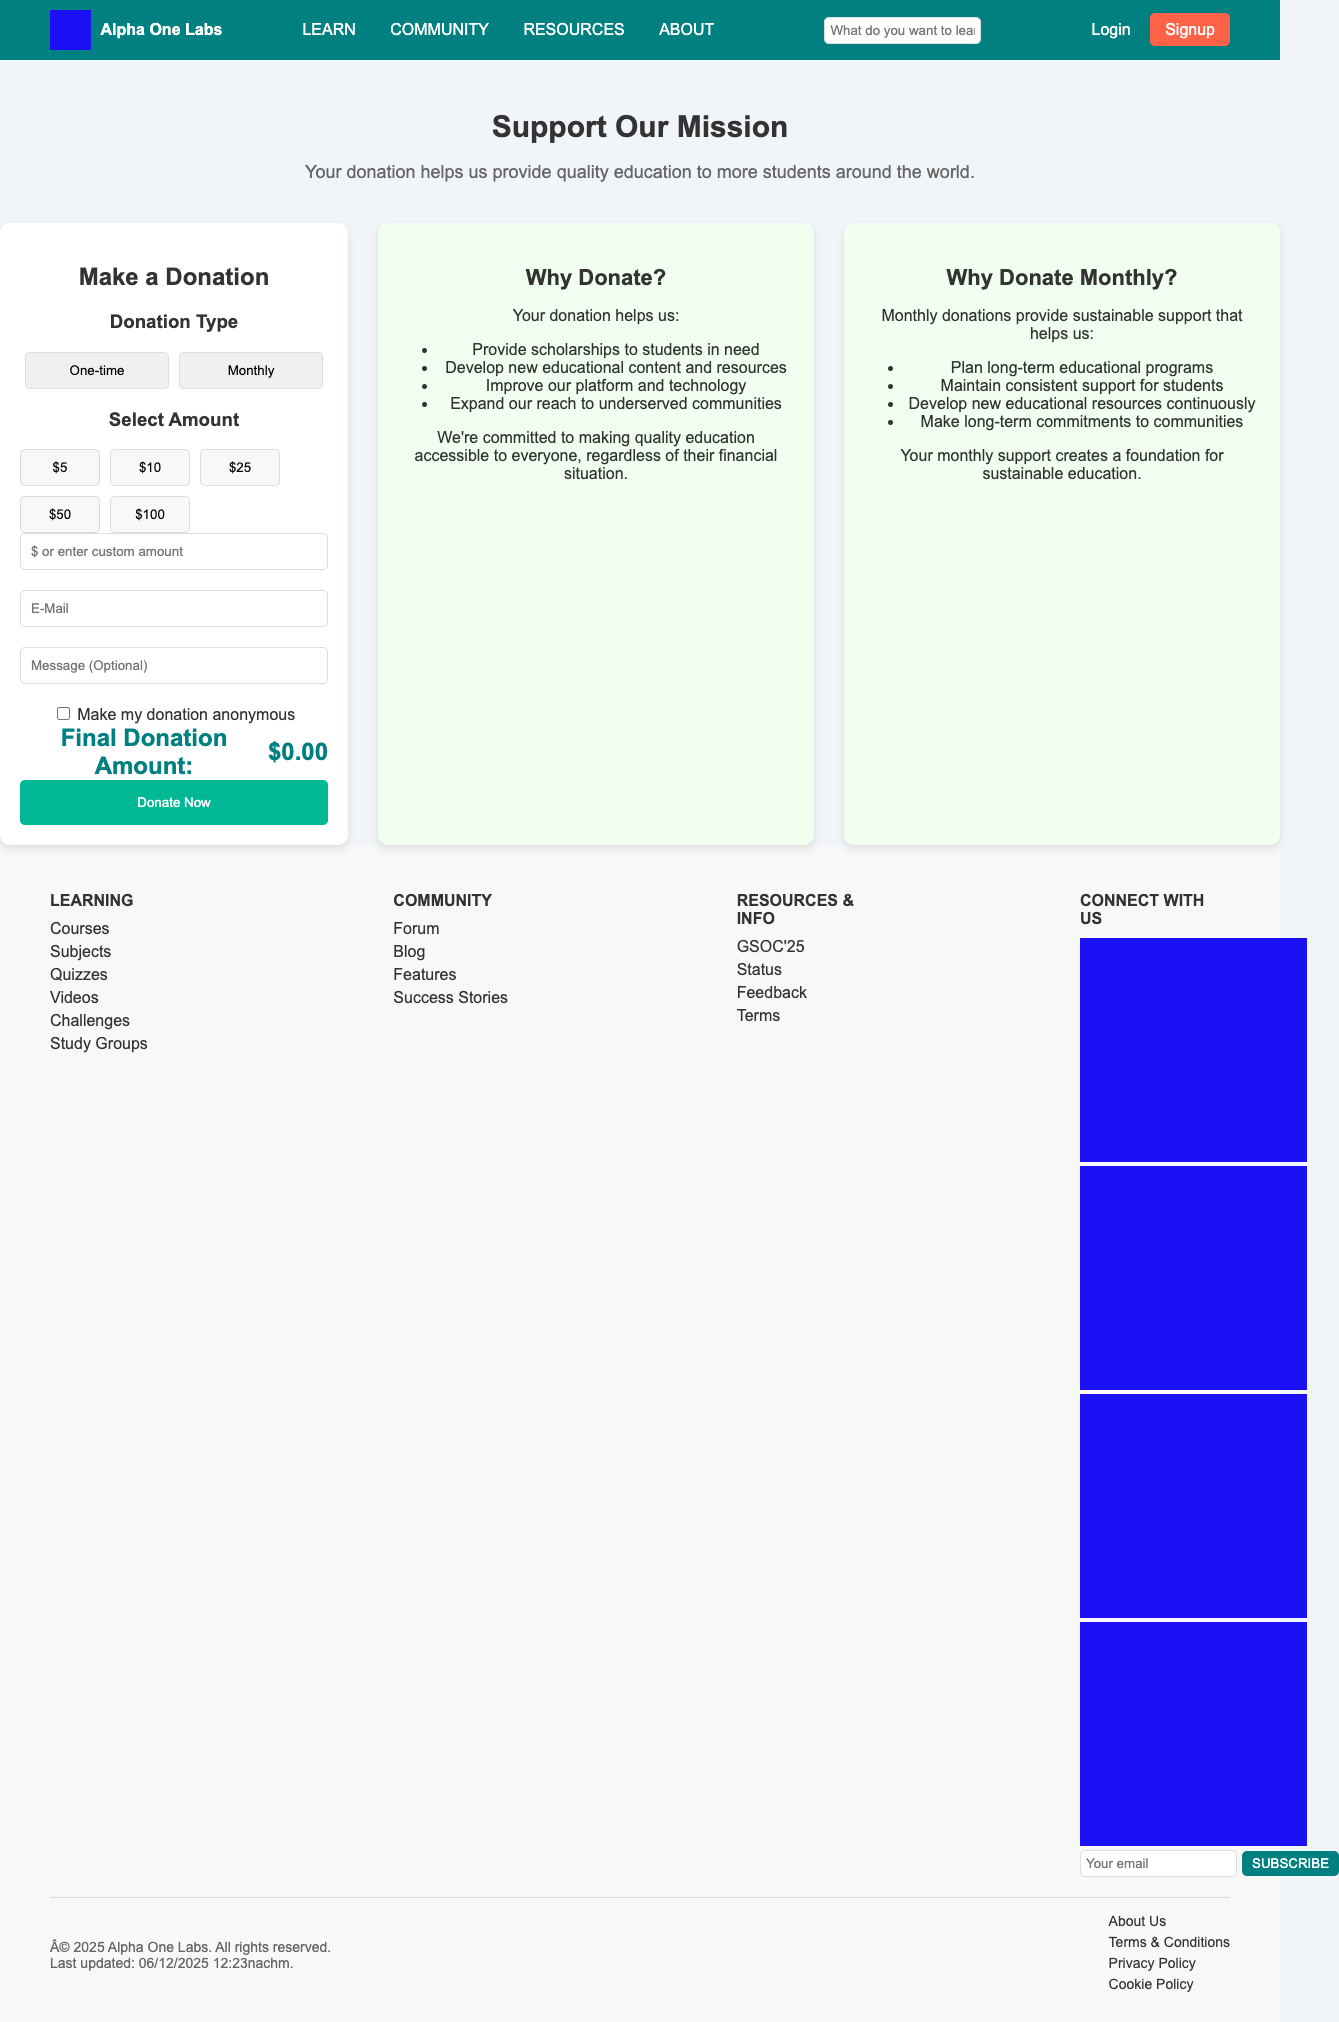 Alpha One Labs
LEARN
COMMUNITY
RESOURCES
ABOUT
What do you want to lear
Login
Signup
Support Our Mission
Your donation helps us provide quality education to more students around the world.
Make a Donation
Donation Type
One-time
Monthly
Select Amount
$5
$10
$25
$50
$100
$ or enter custom amount
E-Mail
Message (Optional)
Make my donation anonymous
Final Donation
Amount:
$0.00
Donate Now
Why Donate?
Your donation helps us:
• Provide scholarships to students in need
• Develop new educational content and resources
• Improve our platform and technology
• Expand our reach to underserved communities
We're committed to making quality education
accessible to everyone, regardless of their financial
situation.
Why Donate Monthly?
Monthly donations provide sustainable support that
helps us:
• Plan long-term educational programs
• Maintain consistent support for students
• Develop new educational resources continuously
• Make long-term commitments to communities
Your monthly support creates a foundation for
sustainable education.
LEARNING
Courses
Subjects
Quizzes
Videos
Challenges
Study Groups
COMMUNITY
Forum
Blog
Features
Success Stories
RESOURCES &
INFO
GSOC'25
Status
Feedback
Terms
CONNECT WITH
US
Your email
SUBSCRIBE
Â© 2025 Alpha One Labs. All rights reserved.
Last updated: 06/12/2025 12:23nachm.
About Us
Terms & Conditions
Privacy Policy
Cookie Policy